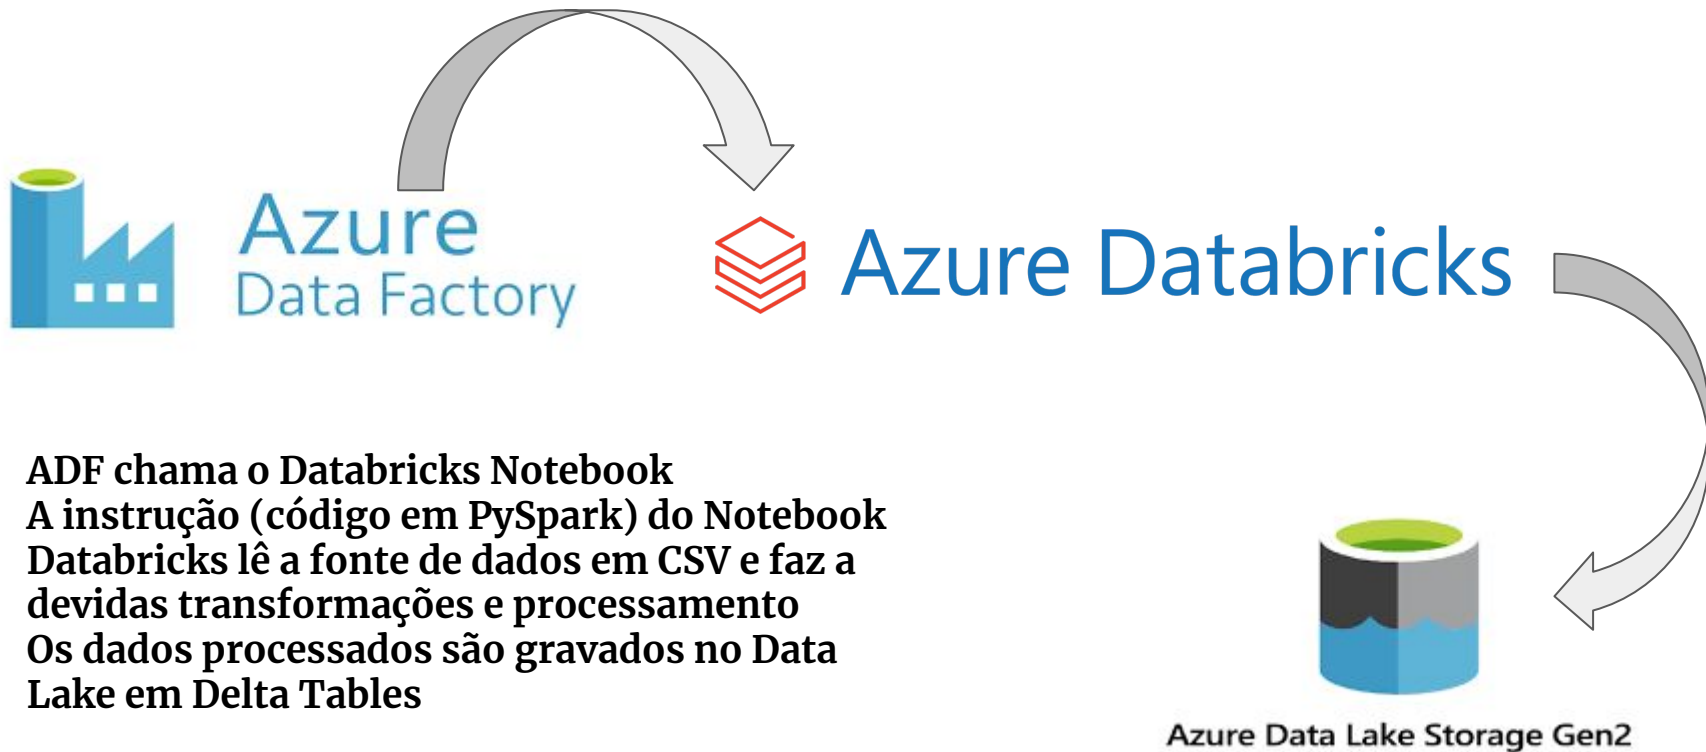 Azure
Data Factory
Azure Databricks
ADF chama o Databricks Notebook
A instrução (código em PySpark) do Notebook
Databricks lê a fonte de dados em CSV e faz a
devidas transformações e processamento
Os dados processados são gravados no Data
Lake em Delta Tables
Azure Data Lake Storage Gen2